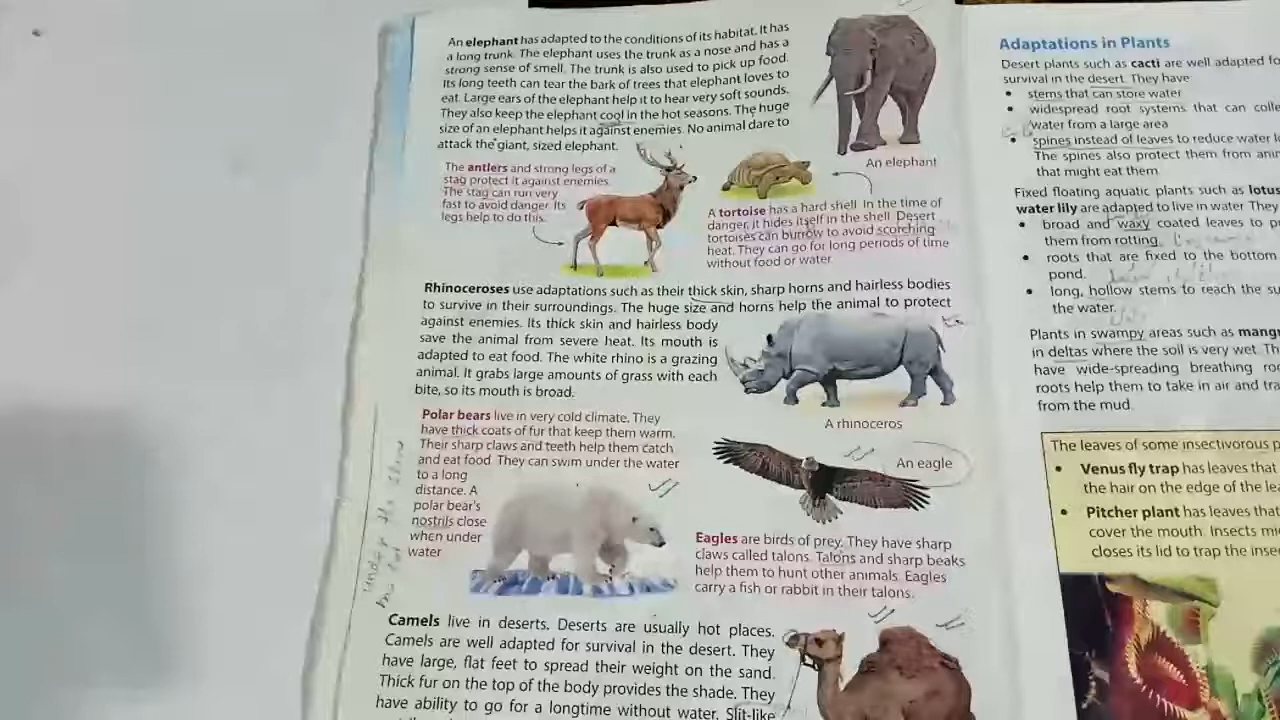 An elephant has adapted to the conditions of its habitat. It has
a long trunk. The elephant uses the trunk as a nose and has a
strong sense of smell. The trunk is also used to pick up food.
Its long teeth can tear the bark of trees that elephant loves to
eat. Large ears of the elephant help it to hear very soft sounds.
They also keep the elephant cool in the hot seasons. The huge
size of an elephant helps it against enemies. No animal dare to
attack the giant, sized elephant.
An elephant
The antlers and strong legs of a
stag protect it against enemies.
The stag can run very
fast to avoid danger. Its
legs help to do this.
A tortoise has a hard shell. In the time of
danger, it hides itself in the shell. Desert
tortoises can burrow to avoid scorching
heat. They can go for long periods of time
without food or water.
Rhinoceroses use adaptations such as their thick skin, sharp horns and hairless bodies
to survive in their surroundings. The huge size and horns help the animal to protect
against enemies. Its thick skin and hairless body
save the animal from severe heat. Its mouth is
adapted to eat food. The white rhino is a grazing
animal. It grabs large amounts of grass with each
bite, so its mouth is broad.
A rhinoceros
Polar bears live in very cold climate. They
have thick coats of fur that keep them warm.
Their sharp claws and teeth help them catch
and eat food. They can swim under the water
to a long
distance. A
polar bear's
nostrils close
when under
water
An eagle
Eagles are birds of prey. They have sharp
claws called talons. Talons and sharp beaks
help them to hunt other animals. Eagles
carry a fish or rabbit in their talons.
Camels live in deserts. Deserts are usually hot places.
Camels are well adapted for survival in the desert. They
have large, flat feet to spread their weight on the sand.
Thick fur on the top of the body provides the shade. They
have ability to go for a longtime without water. Slit-like
Adaptations in Plants
Desert plants such as cacti are well adapted fo
survival in the desert. They have:
• stems that can store water
• widespread root systems that can colle
water from a large area
• spines instead of leaves to reduce water l
The spines also protect them from anim
that might eat them.
Fixed floating aquatic plants such as lotus
water lily are adapted to live in water. They
• broad and waxy coated leaves to p
them from rotting.
• roots that are fixed to the bottom
pond.
• long, hollow stems to reach the su
the water.
Plants in swampy areas such as mang
in deltas where the soil is very wet. Th
have wide-spreading breathing roo
roots help them to take in air and tra
from the mud.
The leaves of some insectivorous p
• Venus fly trap has leaves that
the hair on the edge of the lea
• Pitcher plant has leaves that
cover the mouth. Insects mi
closes its lid to trap the inse